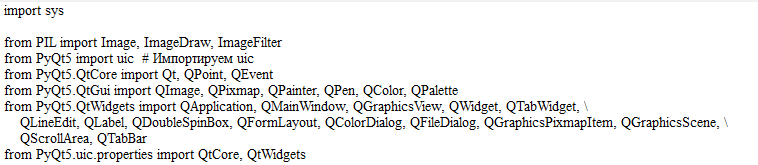 import sys
from PIL import Image, ImageDraw, ImageFilter
from PyQt5 import uic  # Импортируем uic
from PyQt5.QtCore import Qt, QPoint, QEvent
from PyQt5.QtGui import QImage, QPixmap, QPainter, QPen, QColor, QPalette
from PyQt5.QtWidgets import QApplication, QMainWindow, QGraphicsView, QWidget, QTabWidget, \
QLineEdit, QLabel, QDoubleSpinBox, QFormLayout, QColorDialog, QFileDialog, QGraphicsPixmapItem, QGraphicsScene, \
QScrollArea, QTabBar
from PyQt5.uic.properties import QtCore, QtWidgets